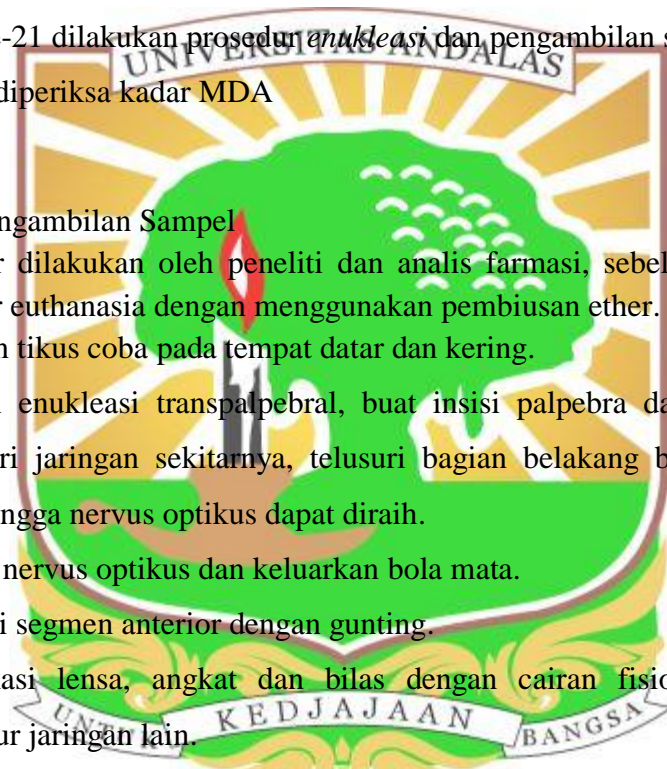 -21 dilakukan prosedur enukleasi dan pengambilan s
UNIVERSITAS ANDALAS
diperiksa kadar MDA
ngambilan Sampel
r dilakukan oleh peneliti dan analis farmasi, sebel
r euthanasia dengan menggunakan pembiusan ether.
n tikus coba pada tempat datar dan kering.
enukleasi transpalpebral, buat insisi palpebra da
ri jaringan sekitarnya, telusuri bagian belakang b
ngga nervus optikus dapat diraih.
nervus optikus dan keluarkan bola mata.
i segmen anterior dengan gunting.
asi lensa, angkat dan bilas dengan cairan fisio
UNTUK KEDJAJAAN BANGSA
ur jaringan lain.